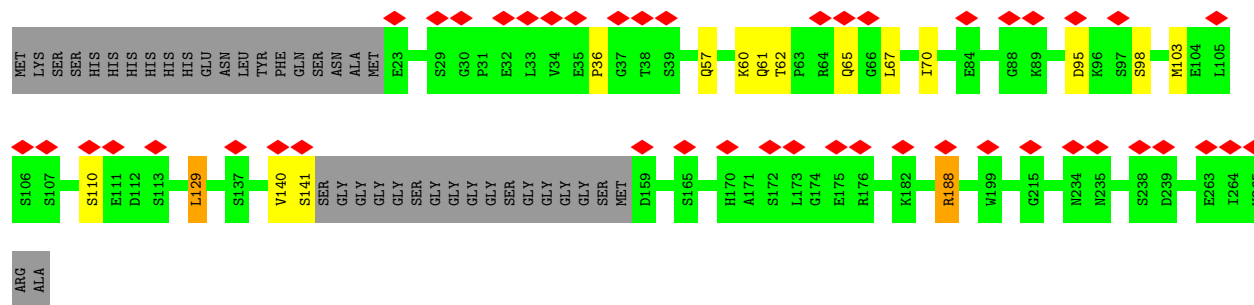 MET LYS SER SER HIS HIS HIS HIS HIS HIS GLU ASN LEU TYR PHE GLN SER ASN ALA MET E23 S29 G30 P31 E32 L33 V34 E35 P36 G37 T38 S39 Q57 K60 Q61 T62 P63 R64 Q65 G66 L67 I70 E84 G88 K89 D95 K96 S97 S98 M103 E104 L105
S106 S107 S110 E111 D112 S113 L129 S137 V140 S141 SER GLY GLY GLY GLY SER GLY GLY GLY GLY SER GLY GLY GLY GLY SER MET D159 S165 H170 A171 S172 L173 G174 E175 R176 K182 R188 W199 G215 N234 N235 S238 D239 E263 I264
ARG ALA